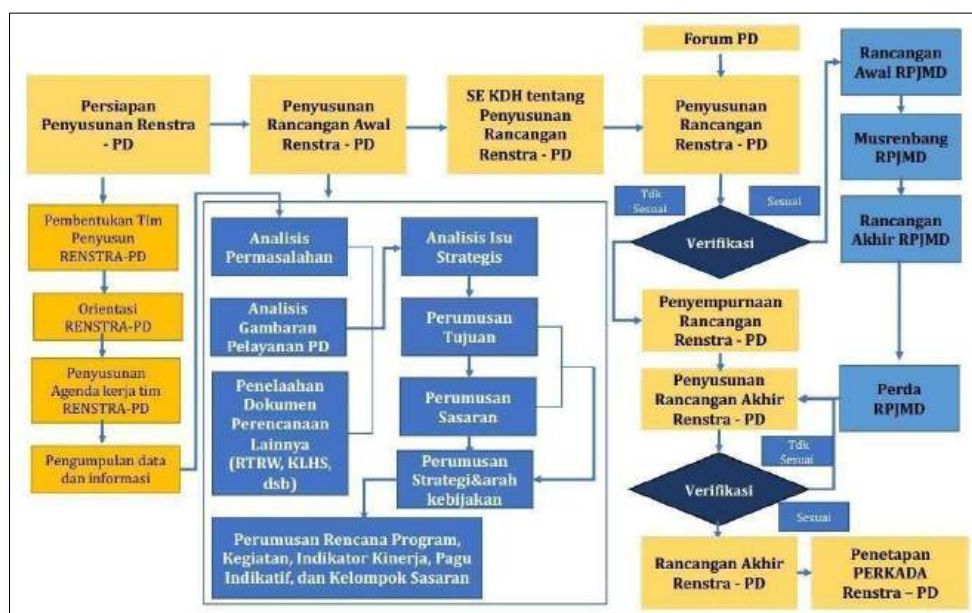 Forum PD
Persiapan
Penyusunan Renstra
- PD
Penyusunan
Rancangan Awal
Renstra - PD
SE KDH tentang
Penyusunan
Rancangan
Renstra - PD
Penyusunan
Rancangan
Renstra - PD
Rancangan
Awal RPJMD
Musrenbang
RPJMD
Rancangan
Akhir RPJMD
Perda
RPJMD
Tdk
Sesuai
Sesuai
Verifikasi
Pembentukan Tim
Penyusun
RENSTRA-PD
Orientasi
RENSTRA-PD
Penyusunan
Agenda kerja tim
RENSTRA-PD
Pengumpulan data
dan informasi
Analisis
Permasalahan
Analisis
Gambaran
Pelayanan PD
Penelaahan
Dokumen
Perencanaan
Lainnya
(RTRW, KLHS,
dsb)
Analisis Isu
Strategis
Perumusan
Tujuan
Perumusan
Sasaran
Perumusan
Strategi&arah
kebijakan
Perumusan Rencana Program,
Kegiatan, Indikator Kinerja, Pagu
Indikatif, dan Kelompok Sasaran
Penyempurnaan
Rancangan
Renstra - PD
Penyusunan
Rancangan Akhir
Renstra - PD
Tdk
Sesuai
Verifikasi
Sesuai
Rancangan Akhir
Renstra - PD
Penetapan
PERKADA
Renstra – PD